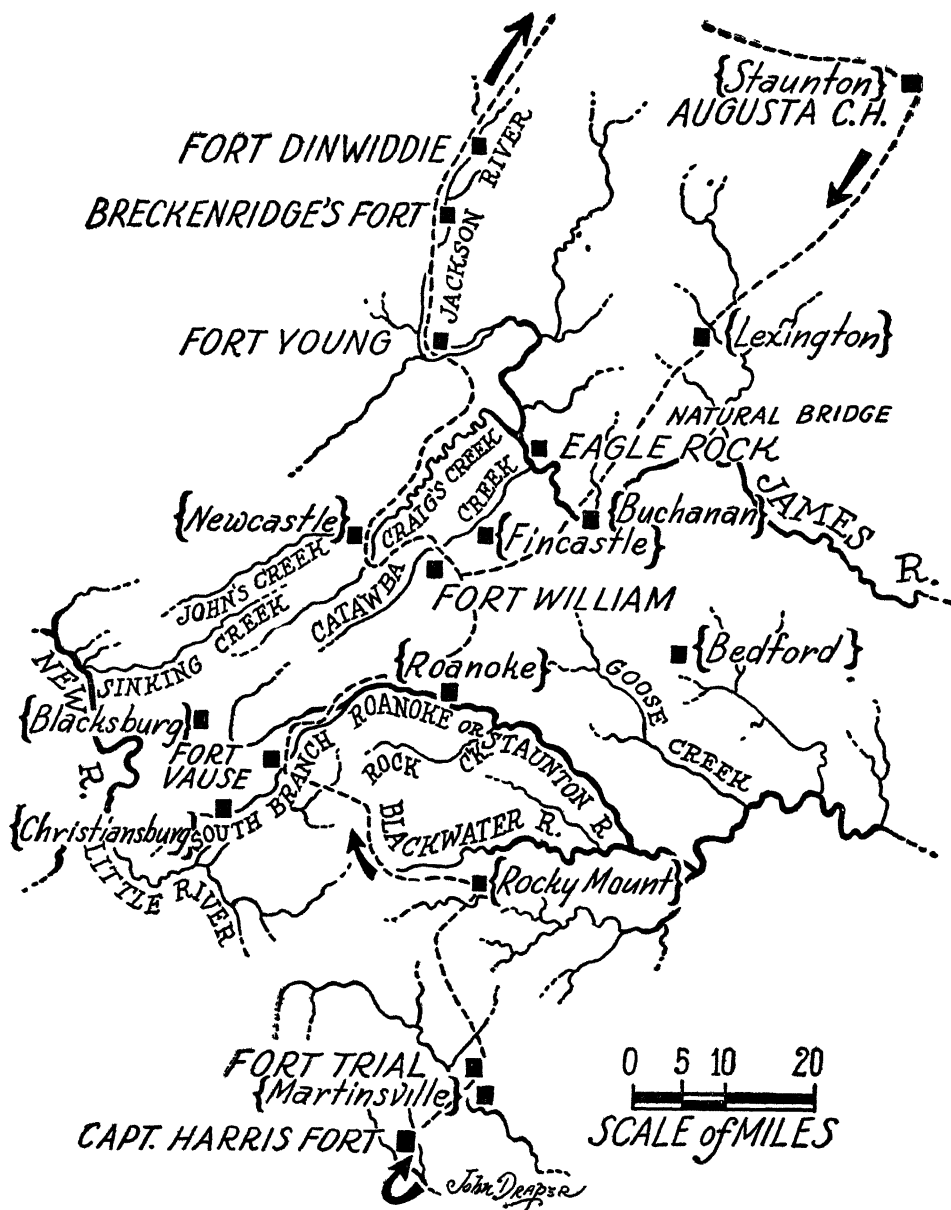 {Staunton}
AUGUSTA C.H.
FORT DINWIDDIE
JACKSON RIVER
BRECKENRIDGE'S FORT
FORT YOUNG
{Lexington}
NATURAL BRIDGE
EAGLE ROCK
CRAIG'S CREEK
JAMES R.
{Newcastle}
{Buchanan}
{Fincastle}
JOHN'S CREEK
CATAWBA CREEK
FORT WILLIAM
SINKING CREEK
{Roanoke}
{Bedford}
NEW R.
GOOSE CREEK
{Blacksburg}
ROANOKE OR STAUNTON R.
FORT
VAUSE
ROCK CK.
SOUTH BRANCH
{Christiansburg}
BLACKWATER R.
LITTLE RIVER
{Rocky Mount}
FORT TRIAL
{Martinsville}
CAPT. HARRIS FORT
0 5 10 20
SCALE of MILES
John DRAPER